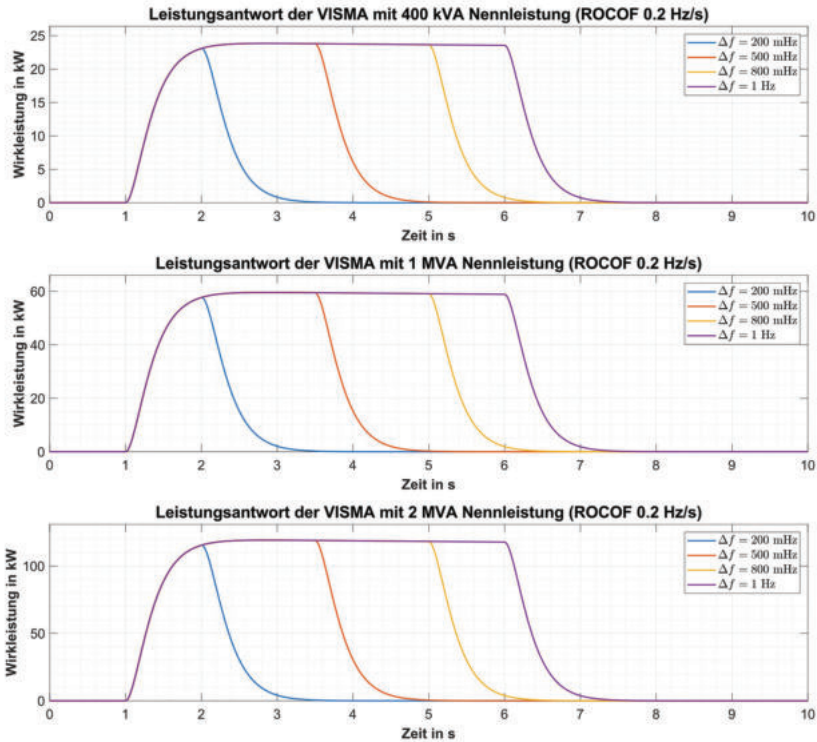 Leistungsantwort der VISMA mit 400 kVA Nennleistung (ROCOF 0.2 Hz/s)
Wirkleistung in kW
25
20
15
10
5
0
0 1 2 3 4 5 6 7 8 9 10
Zeit in s
Δf = 200 mHz
Δf = 500 mHz
Δf = 800 mHz
Δf = 1 Hz
Leistungsantwort der VISMA mit 1 MVA Nennleistung (ROCOF 0.2 Hz/s)
Wirkleistung in kW
60
40
20
0
0 1 2 3 4 5 6 7 8 9 10
Zeit in s
Δf = 200 mHz
Δf = 500 mHz
Δf = 800 mHz
Δf = 1 Hz
Leistungsantwort der VISMA mit 2 MVA Nennleistung (ROCOF 0.2 Hz/s)
Wirkleistung in kW
100
50
0
0 1 2 3 4 5 6 7 8 9 10
Zeit in s
Δf = 200 mHz
Δf = 500 mHz
Δf = 800 mHz
Δf = 1 Hz